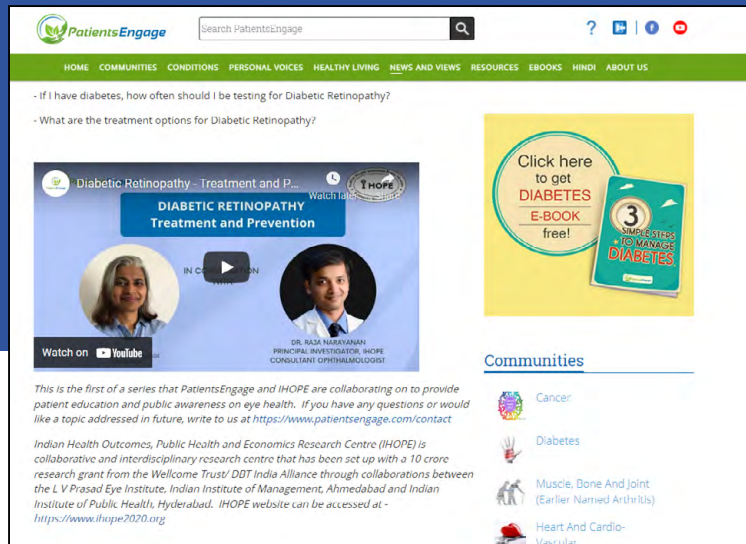 PatientsEngage
Search PatientsEngage
?
HOME COMMUNITIES CONDITIONS PERSONAL VOICES HEALTHY LIVING NEWS AND VIEWS RESOURCES EBOOKS HINDI ABOUT US
- If I have diabetes, how often should I be testing for Diabetic Retinopathy?
- What are the treatment options for Diabetic Retinopathy?
Diabetic Retinopathy - Treatment and P...
Watch later
Share
IHOPE
DIABETIC RETINOPATHY
Treatment and Prevention
DR. RAJA NARAYANAN
PRINCIPAL INVESTIGATOR, IHOPE
CONSULTANT OPHTHALMOLOGIST
Watch on YouTube
Click here
to get
DIABETES
E-BOOK
free!
3
SIMPLE STEPS
TO MANAGE
DIABETES
This is the first of a series that PatientsEngage and IHOPE are collaborating on to provide
patient education and public awareness on eye health. If you have any questions or would
like a topic addressed in future, write to us at https://www.patientsengage.com/contact
Indian Health Outcomes, Public Health and Economics Research Centre (IHOPE) is
collaborative and interdisciplinary research centre that has been set up with a 10 crore
research grant from the Wellcome Trust/ DBT India Alliance through collaborations between
the L V Prasad Eye Institute, Indian Institute of Management, Ahmedabad and Indian
Institute of Public Health, Hyderabad. IHOPE website can be accessed at -
https://www.ihope2020.org
Communities
Cancer
Diabetes
Muscle, Bone And Joint
(Earlier Named Arthritis)
Heart And Cardio-
Vascular